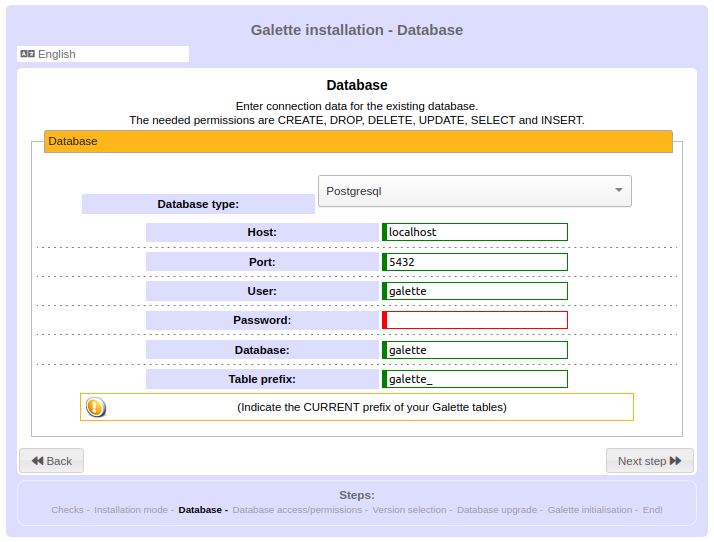 Galette installation - Database
English
Database
Enter connection data for the existing database.
The needed permissions are CREATE, DROP, DELETE, UPDATE, SELECT and INSERT.
Database
Database type: Postgresql
Host: localhost
Port: 5432
User: galette
Password:
Database: galette
Table prefix: galette_
(Indicate the CURRENT prefix of your Galette tables)
Back Next step
Steps:
Checks - Installation mode - Database - Database access/permissions - Version selection - Database upgrade - Galette initialisation - End!